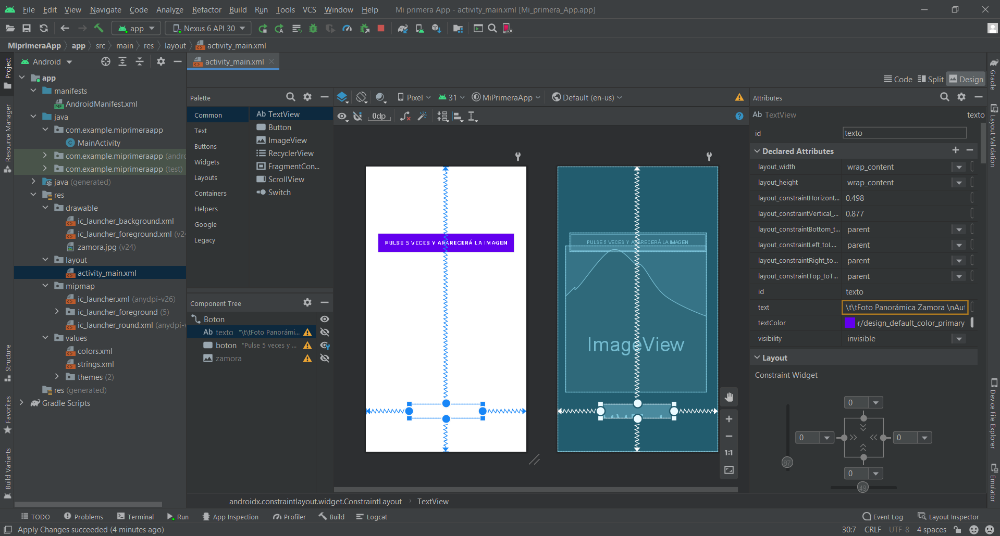 File Edit View Navigate Code Analyze Refactor Build Run Tools VCS Window Help Mi primera App - activity_main.xml [Mi_primera_App.app]
app Nexus 6 API 30
MiprimeraApp app src main res layout activity_main.xml
Project
Resource Manager
Structure
Favorites
Build Variants
Android
app
manifests
AndroidManifest.xml
java
com.example.miprimeraapp
MainActivity
com.example.miprimeraapp (andro
com.example.miprimeraapp (test)
java (generated)
res
drawable
ic_launcher_background.xml
ic_launcher_foreground.xml (v24
zamora.jpg (v24)
layout
activity_main.xml
mipmap
ic_launcher.xml (anydpi-v26)
ic_launcher_foreground (5)
ic_launcher_round.xml (anydpi-v
values
colors.xml
strings.xml
themes (2)
res (generated)
Gradle Scripts
activity_main.xml
Code Split Design
Palette
Common
Text
Buttons
Widgets
Layouts
Containers
Helpers
Google
Legacy
Ab TextView
Button
ImageView
RecyclerView
FragmentCon...
ScrollView
Switch
Component Tree
Boton
Ab texto "\t\tFoto Panorámi...
boton "Pulse 5 veces y ...
zamora
Pixel 31 MiPrimeraApp Default (en-us)
0dp
PULSE 5 VECES Y APARECERÁ LA IMAGEN
PULSE 5 VECES Y APARECERÁ LA IMAGEN
ImageView
1:1
Attributes
Ab TextView texto
id texto
Declared Attributes
layout_width wrap_content
layout_height wrap_content
layout_constraintHorizont... 0.498
layout_constraintVertical_... 0.877
layout_constraintBottom_t... parent
layout_constraintLeft_toL... parent
layout_constraintRight_to... parent
layout_constraintTop_toT... parent
id texto
text \t\tFoto Panorámica Zamora \nAu
textColor r/design_default_color_primary
visibility invisible
Layout
Constraint Widget
0
0 0
87
0
49
Gradle
Layout Validation
Device File Explorer
Emulator
androidx.constraintlayout.widget.ConstraintLayout TextView
TODO Problems Terminal Run App Inspection Profiler Build Logcat Event Log Layout Inspector
Apply Changes succeeded (4 minutes ago) 30:7 CRLF UTF-8 4 spaces